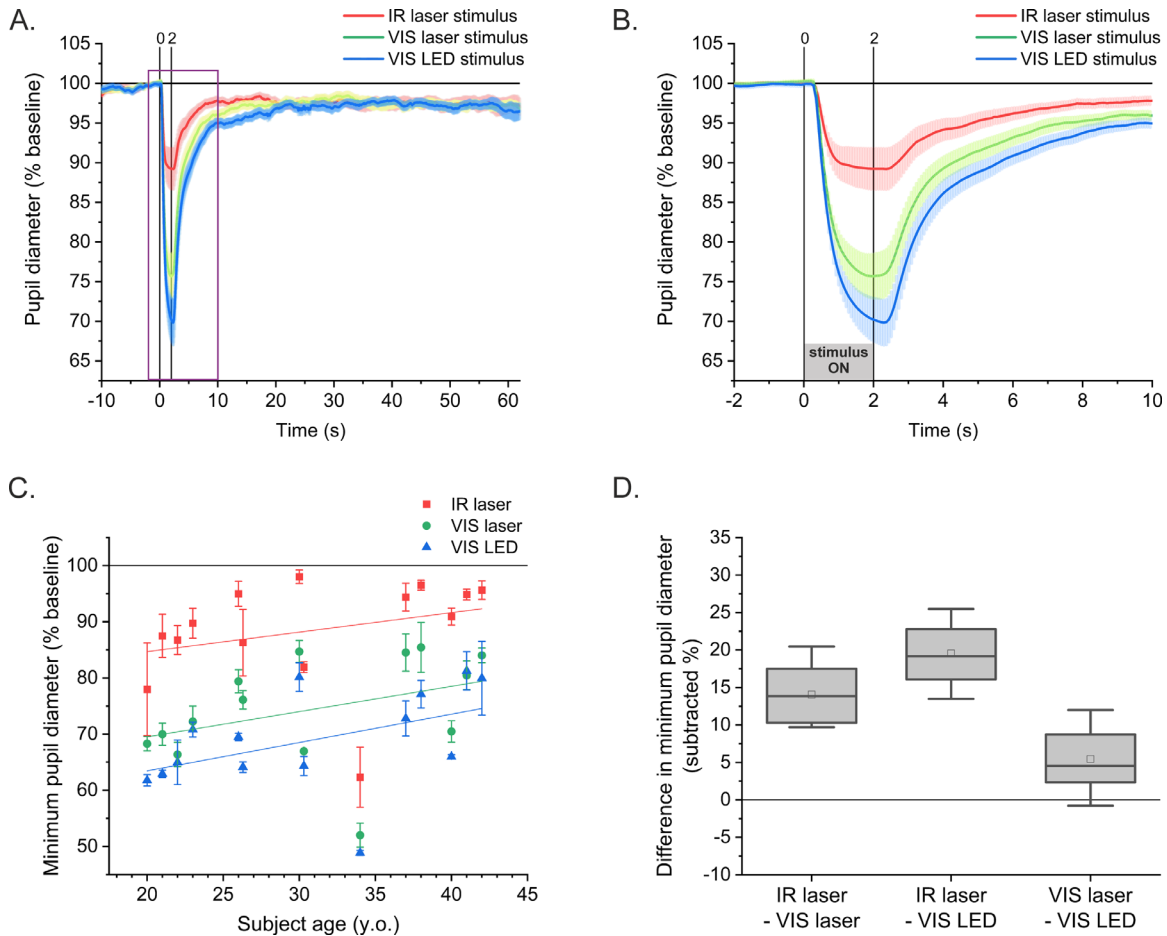 A.
0 2
IR laser stimulus
VIS laser stimulus
VIS LED stimulus
Pupil diameter (% baseline)
105
100
95
90
85
80
75
70
65
-10 0 10 20 30 40 50 60
Time (s)
B.
0 2
IR laser stimulus
VIS laser stimulus
VIS LED stimulus
Pupil diameter (% baseline)
105
100
95
90
85
80
75
70
65
stimulus
ON
-2 0 2 4 6 8 10
Time (s)
C.
IR laser
VIS laser
VIS LED
Minimum pupil diameter (% baseline)
100
90
80
70
60
50
20 25 30 35 40 45
Subject age (y.o.)
D.
Difference in minimum pupil diameter
(subtracted %)
35
30
25
20
15
10
5
0
-5
-10
IR laser
- VIS laser
IR laser
- VIS LED
VIS laser
- VIS LED